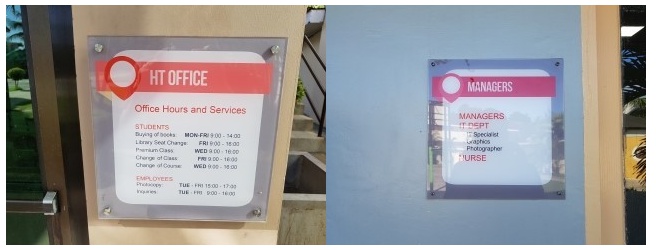 HT OFFICE
Office Hours and Services
STUDENTS
Buying of books: MON-FRI 9:00 - 14:00
Library Seat Change: FRI 9:00 - 16:00
Premium Class: WED 9:00 - 16:00
Change of Class: FRI 9:00 - 16:00
Change of Course: WED 9:00 - 16:00
EMPLOYEES
Photocopy: TUE - FRI 15:00 - 17:00
Inquiries: TUE - FRI 9:00 - 16:00
MANAGERS
MANAGERS
IT DEPT
IT Specialist
Graphics
Photographer
NURSE